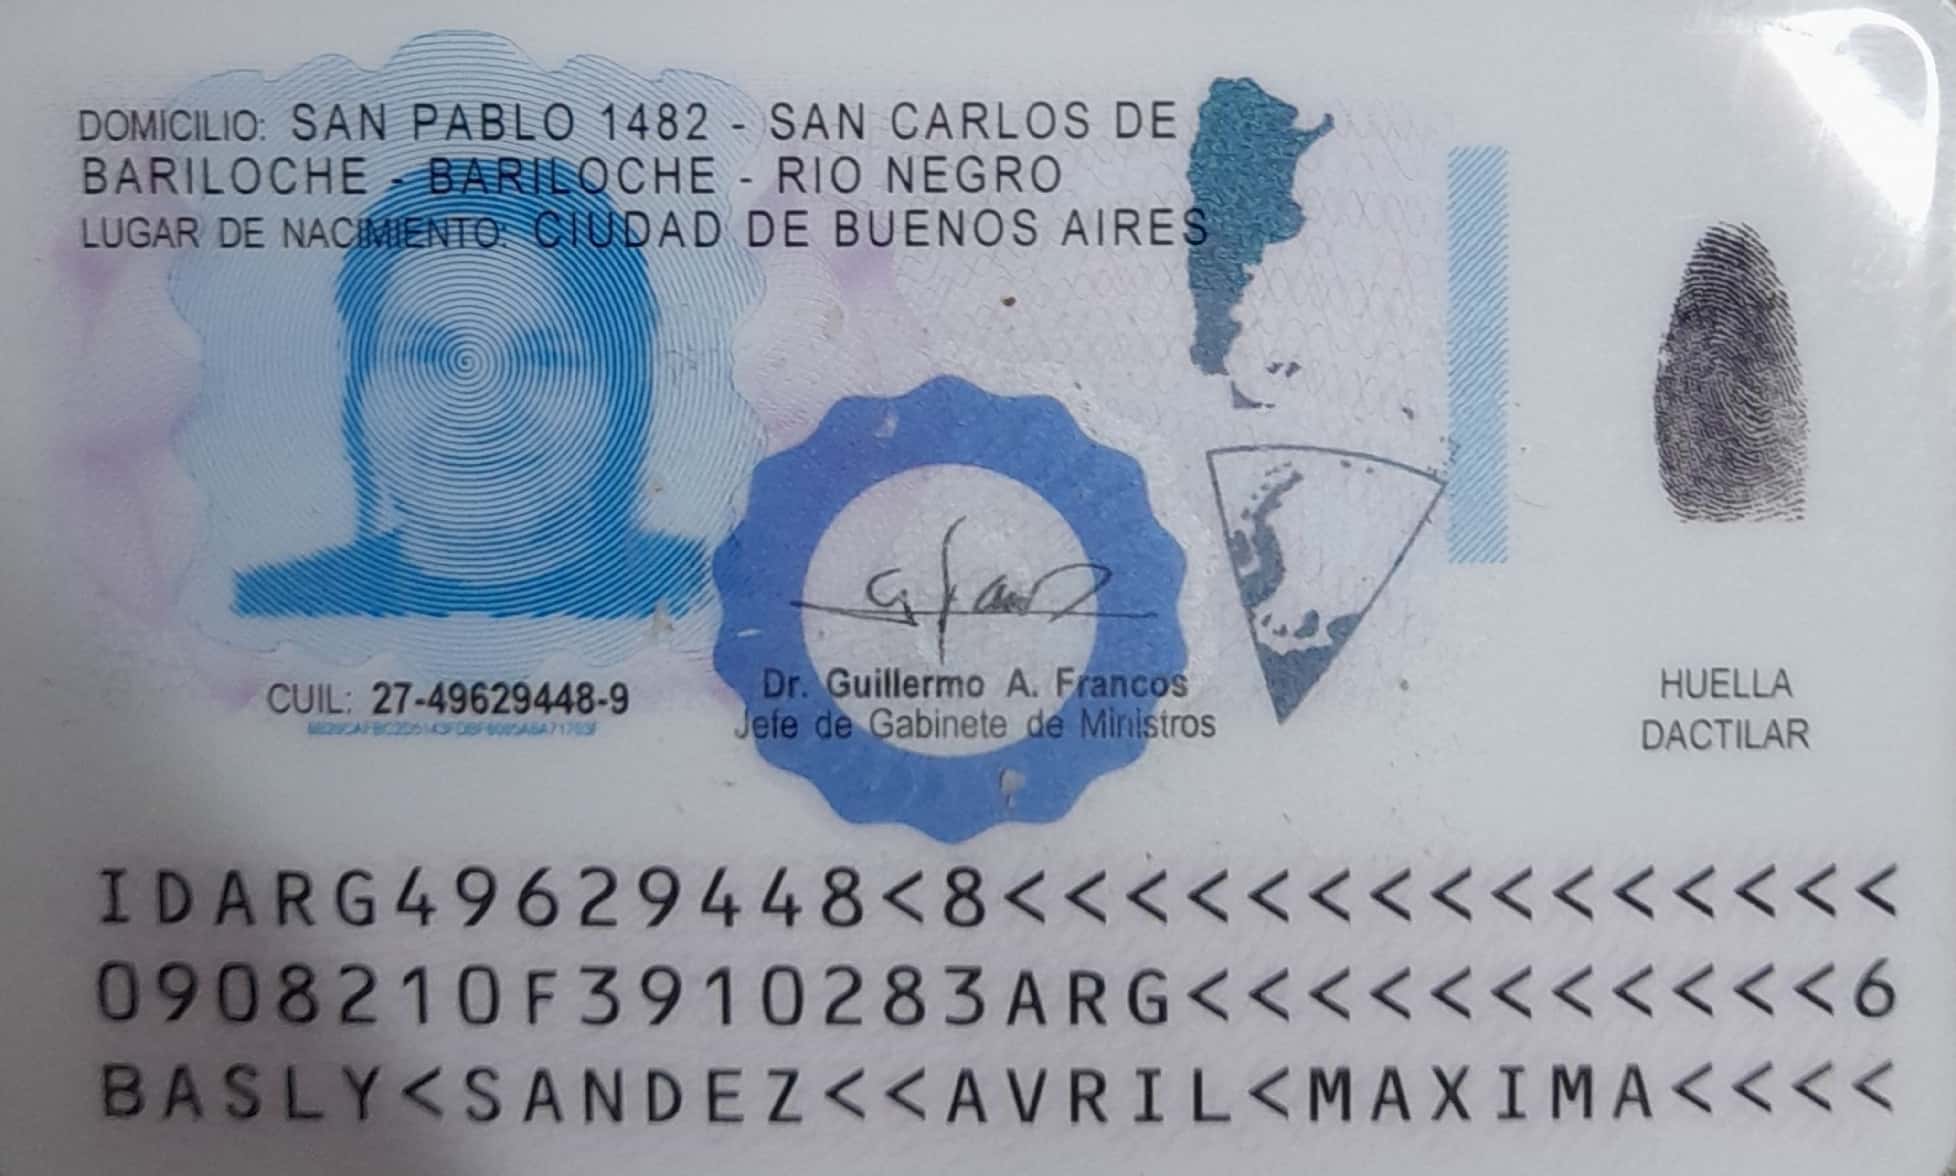 DOMICILIO: SAN PABLO 1482 - SAN CARLOS DE
BARILOCHE - BARILOCHE - RIO NEGRO
LUGAR DE NACIMIENTO: CIUDAD DE BUENOS AIRES
CUIL: 27-49629448-9
Dr. Guillermo A. Francos
Jefe de Gabinete de Ministros
HUELLA
DACTILAR
IDARG49629448<8<<<<<<<<<<<<<<<
0908210F3910283ARG<<<<<<<<<<<6
BASLY<SANDEZ<<AVRIL<MAXIMA<<<<